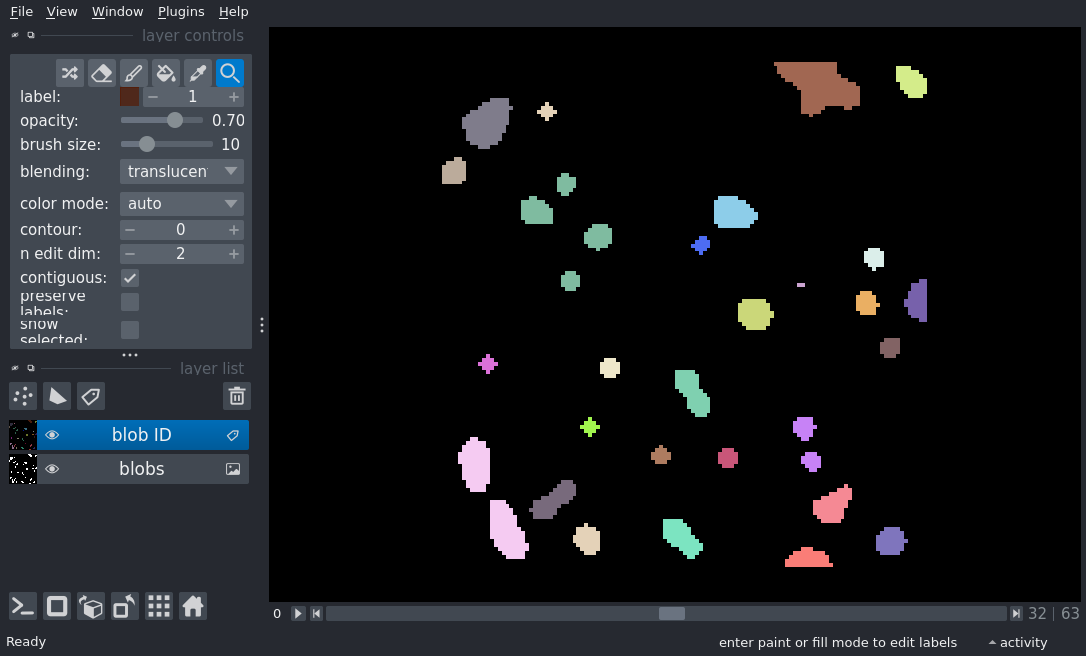 File View Window Plugins Help
layer controls
label: 1
opacity: 0.70
brush size: 10
blending: translucen
color mode: auto
contour: 0
n edit dim: 2
contiguous:
preserve
labels:
show
selected:
layer list
blob ID
blobs
0 32 63
Ready enter paint or fill mode to edit labels activity